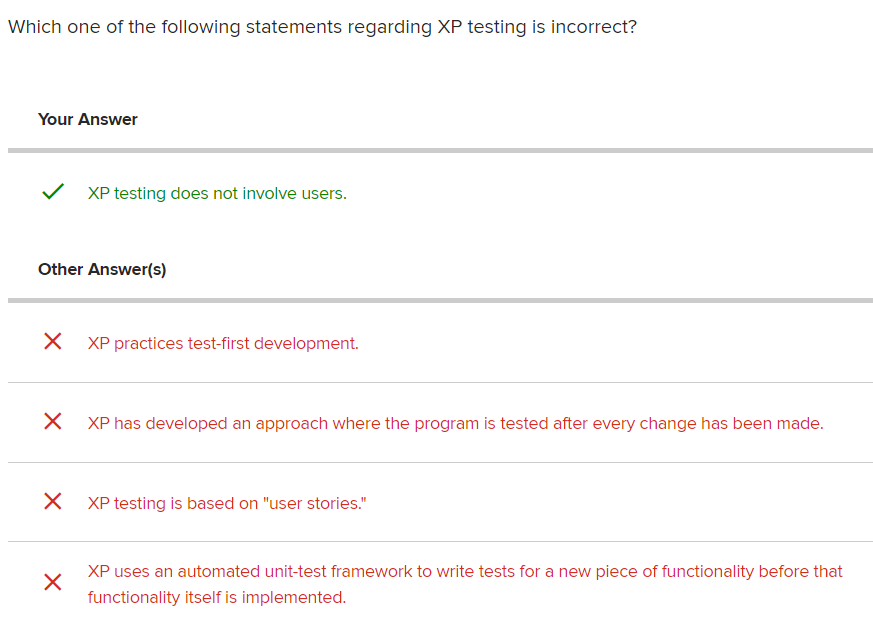 Which one of the following statements regarding XP testing is incorrect?
Your Answer
XP testing does not involve users.
Other Answer(s)
XP practices test-first development.
XP has developed an approach where the program is tested after every change has been made.
XP testing is based on "user stories."
XP uses an automated unit-test framework to write tests for a new piece of functionality before that
functionality itself is implemented.